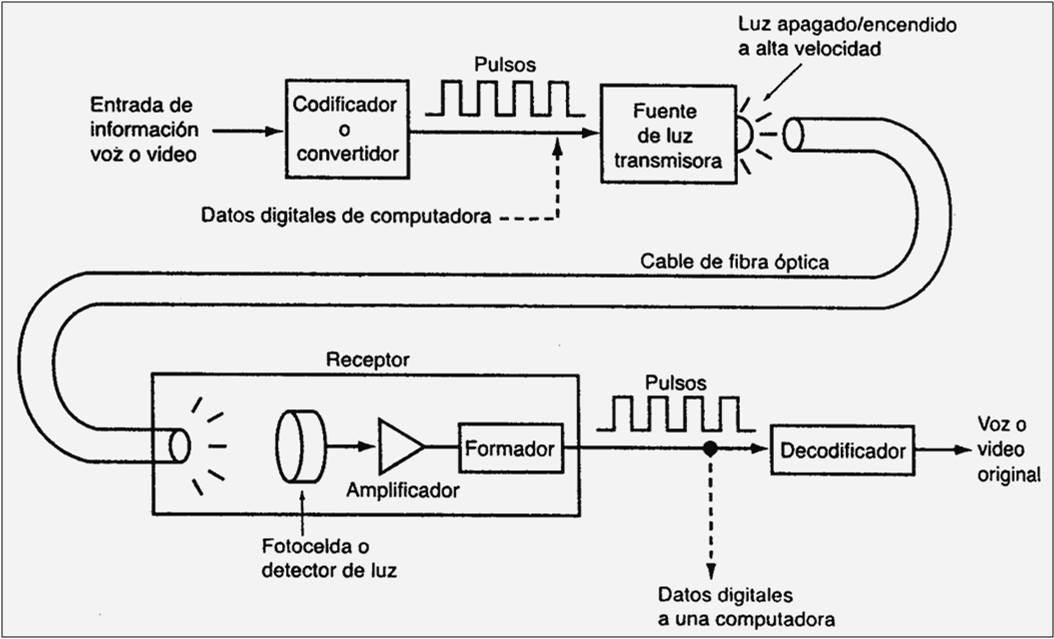 Luz apagado/encendido
a alta velocidad
Pulsos
Entrada de
información
voz o video
Codificador
o
convertidor
Fuente
de luz
transmisora
Datos digitales de computadora
Cable de fibra óptica
Receptor
Pulsos
Formador
Amplificador
Decodificador
Voz o
video
original
Fotocelda o
detector de luz
Datos digitales
a una computadora